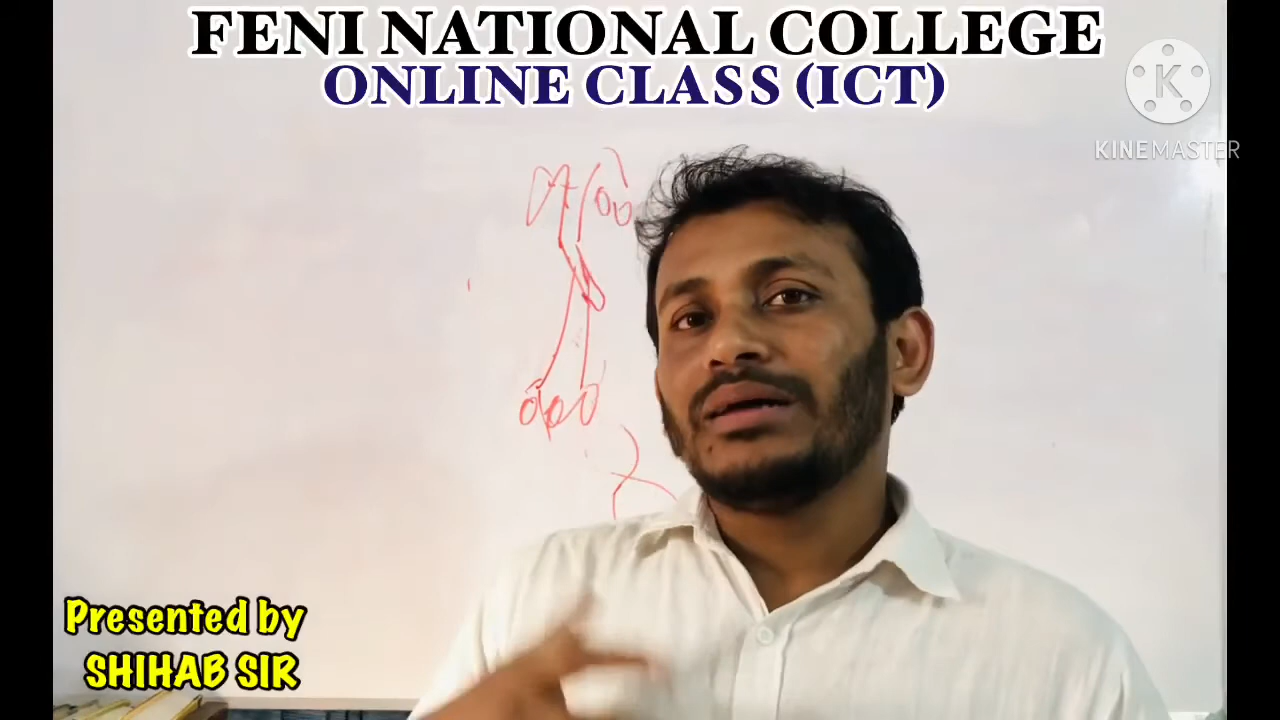 FENI NATIONAL COLLEGE
ONLINE CLASS (ICT)
K
KINEMASTER
Presented by
SHIHAB SIR